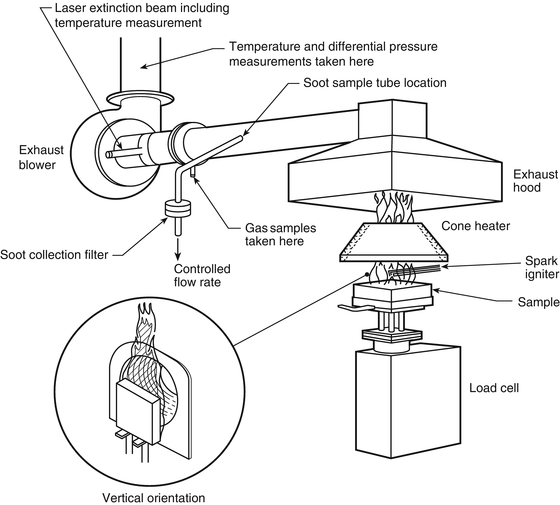 Laser extinction beam including
temperature measurement
Temperature and differential pressure
measurements taken here
Soot sample tube location
Exhaust
blower
Exhaust
hood
Gas samples
taken here
Cone heater
Soot collection filter
Controlled
flow rate
Spark
igniter
Sample
Load cell
Vertical orientation